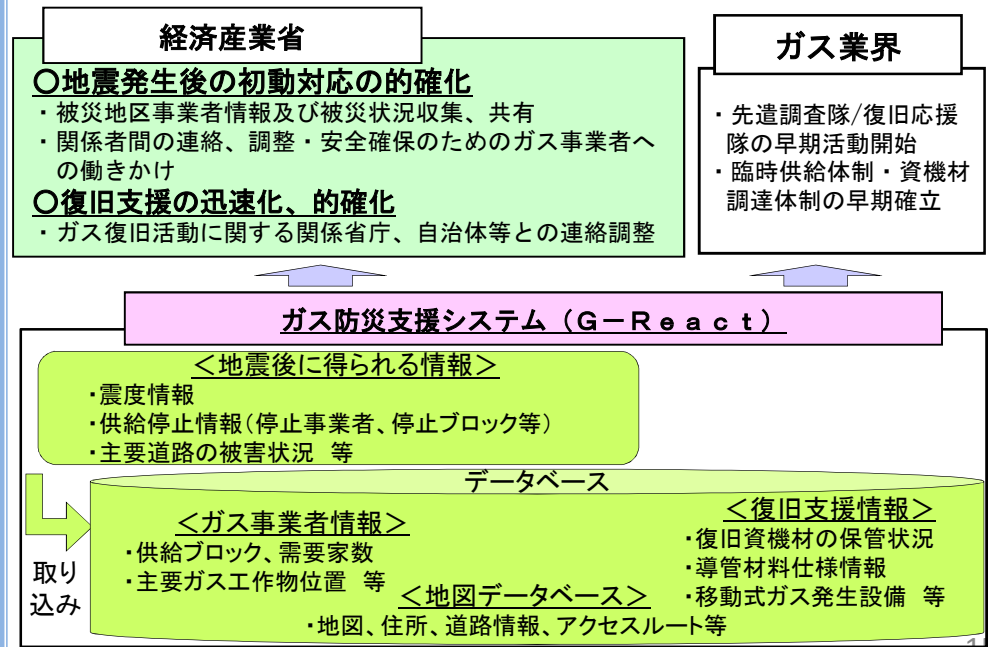 経済産業省
〇地震発生後の初動対応の的確化
・被災地区事業者情報及び被災状況収集、共有
・関係者間の連絡、調整・安全確保のためのガス事業者へ
の働きかけ
〇復旧支援の迅速化、的確化
・ガス復旧活動に関する関係省庁、自治体等との連絡調整
ガス業界
・先遣調査隊/復旧応援
隊の早期活動開始
・臨時供給体制・資機材
調達体制の早期確立
ガス防災支援システム（Ｇ－Ｒｅａｃｔ）
＜地震後に得られる情報＞
・震度情報
・供給停止情報（停止事業者、停止ブロック等）
・主要道路の被害状況　等
取り
込み
データベース
＜ガス事業者情報＞
・供給ブロック、需要家数
・主要ガス工作物位置　等
＜地図データベース＞
・地図、住所、道路情報、アクセスルート等
＜復旧支援情報＞
・復旧資機材の保管状況
・導管材料仕様情報
・移動式ガス発生設備　等